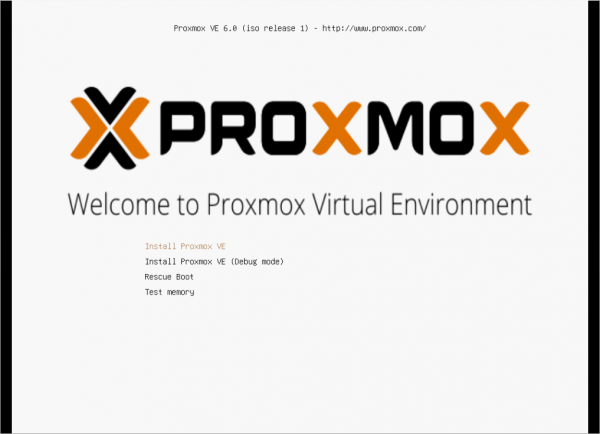 Proxmox VE 6.0 (iso release 1) - http://www.proxmox.com/
PROXMOX
Welcome to Proxmox Virtual Environment
Install Proxmox VE
Install Proxmox VE (Debug mode)
Rescue Boot
Test memory